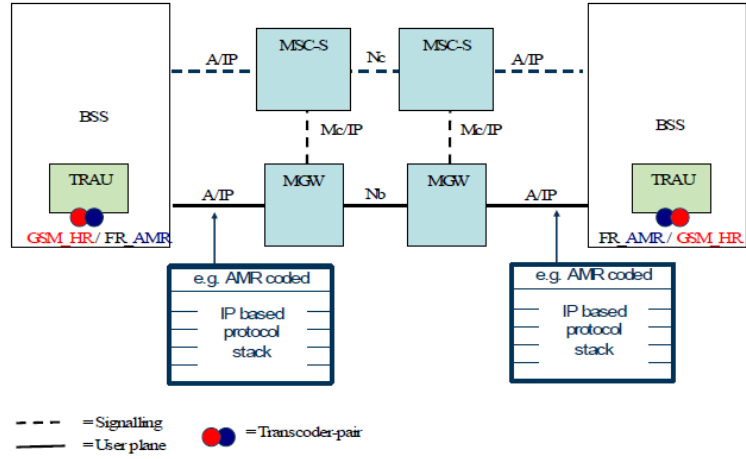 MSC-S
MSC-S
A/IP
Nc
A/IP
BSS
BSS
Mc/IP
Mc/IP
TRAU
MGW
MGW
TRAU
A/IP
Nb
A/IP
GSM_HR / FR_AMR
FR_AMR / GSM_HR
e.g. AMR coded
IP based
protocol
stack
e.g. AMR coded
IP based
protocol
stack
= Signalling
= User plane
= Transcoder-pair